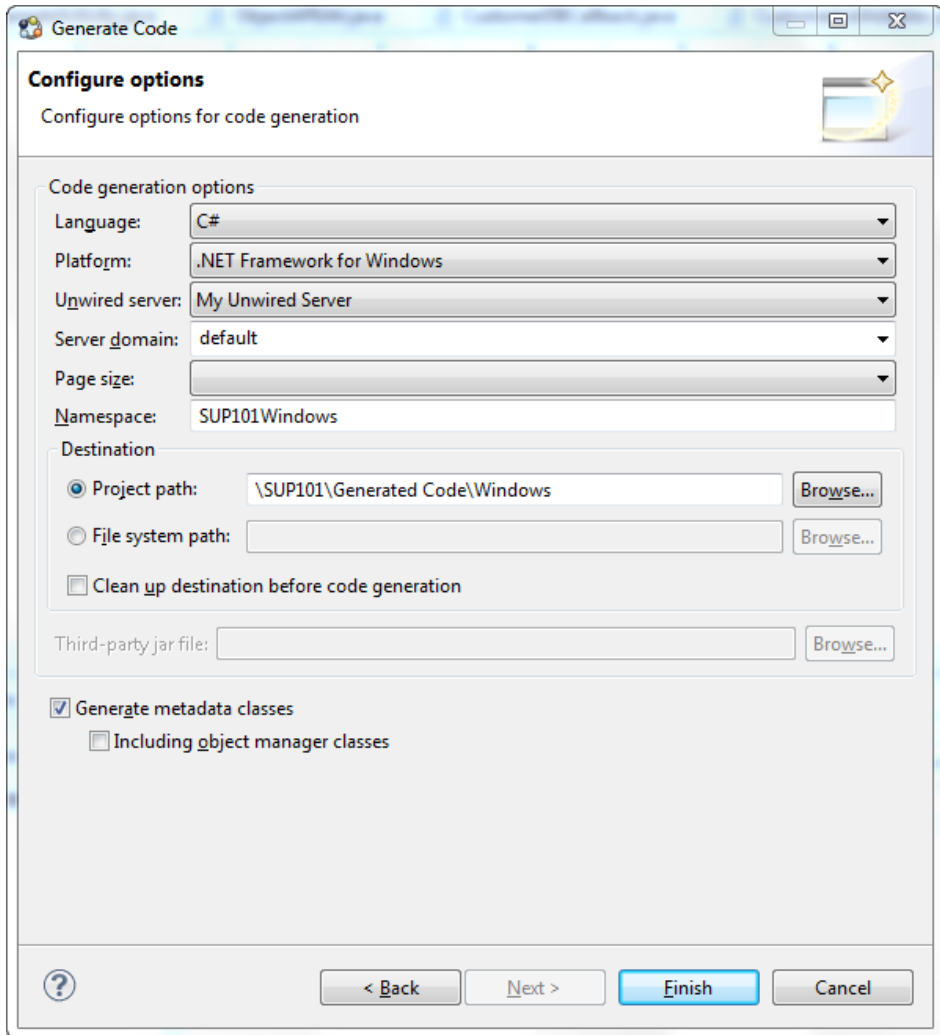 Generate Code
Configure options
Configure options for code generation
Code generation options
Language: C#
Platform: .NET Framework for Windows
Unwired server: My Unwired Server
Server domain: default
Page size:
Namespace: SUP101Windows
Destination
Project path: \SUP101\Generated Code\Windows Browse...
File system path: Browse...
Clean up destination before code generation
Third-party jar file: Browse...
Generate metadata classes
Including object manager classes
? < Back Next > Finish Cancel